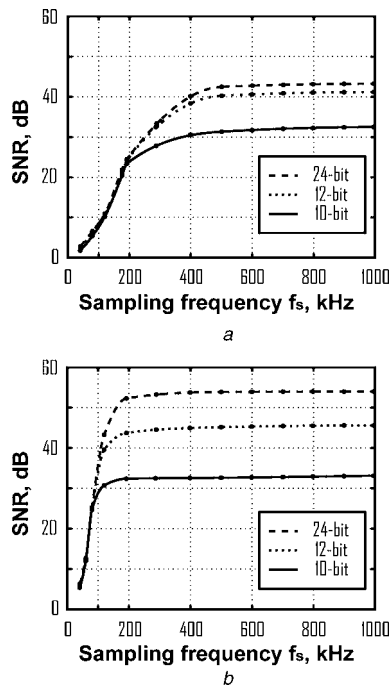 60
40
20
0
SNR, dB
24-bit
12-bit
10-bit
0 200 400 600 800 1000
Sampling frequency fs, kHz
a
60
40
20
0
SNR, dB
24-bit
12-bit
10-bit
0 200 400 600 800 1000
Sampling frequency fs, kHz
b